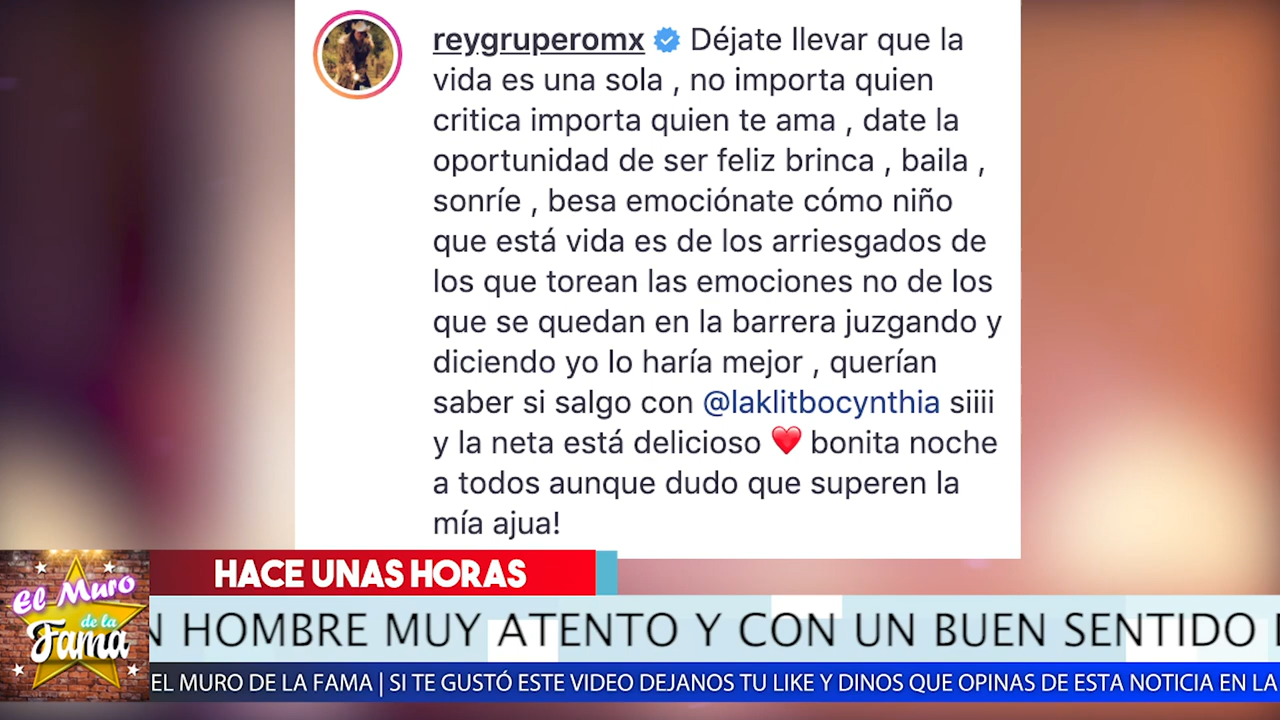 reygruperomx Déjate llevar que la
vida es una sola , no importa quien
critica importa quien te ama , date la
oportunidad de ser feliz brinca , baila ,
sonríe , besa emociónate cómo niño
que está vida es de los arriesgados de
los que torean las emociones no de los
que se quedan en la barrera juzgando y
diciendo yo lo haría mejor , querían
saber si salgo con @laklitbocynthia siiii
y la neta está delicioso ❤️ bonita noche
a todos aunque dudo que superen la
mía ajua!
HACE UNAS HORAS
El Muro
de la
Fama
HOMBRE MUY ATENTO Y CON UN BUEN SENTIDO
EL MURO DE LA FAMA | SI TE GUSTÓ ESTE VIDEO DEJANOS TU LIKE Y DINOS QUE OPINAS DE ESTA NOTICIA EN LA